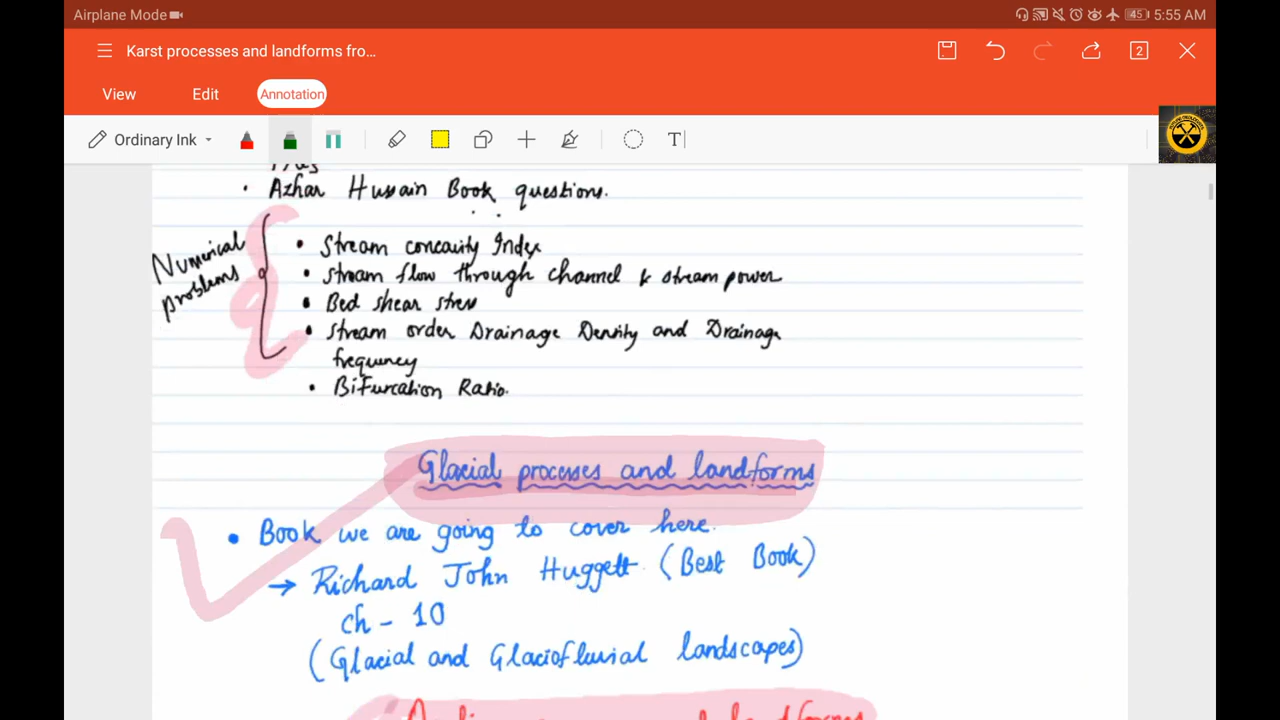 Airplane Mode
45 5:55 AM
Karst processes and landforms fro...
2
View Edit Annotation
Ordinary Ink
T
• Azhar Hussain Book questions.
Numerical problems
• Stream concavity Index
• Stream flow through channel & stream power
• Bed shear stress
• Stream order Drainage Density and Drainage
frequency
• Bifurcation Ratio.
Glacial processes and landforms
• Book we are going to cover here.
→ Richard John Huggett (Best Book)
ch - 10
(Glacial and Glaciofluvial landscapes)